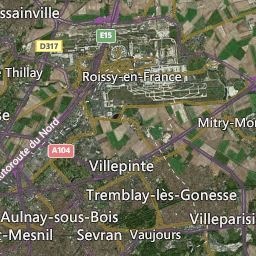 ssainville
E15
D317
e Thillay
Roissy-en-France
se
Mitry-Mo
Autoroute du Nord
A104
Villepinte
Tremblay-lès-Gonesse
Aulnay-sous-Bois
Villeparisi
-Mesnil
Sevran
Vaujours